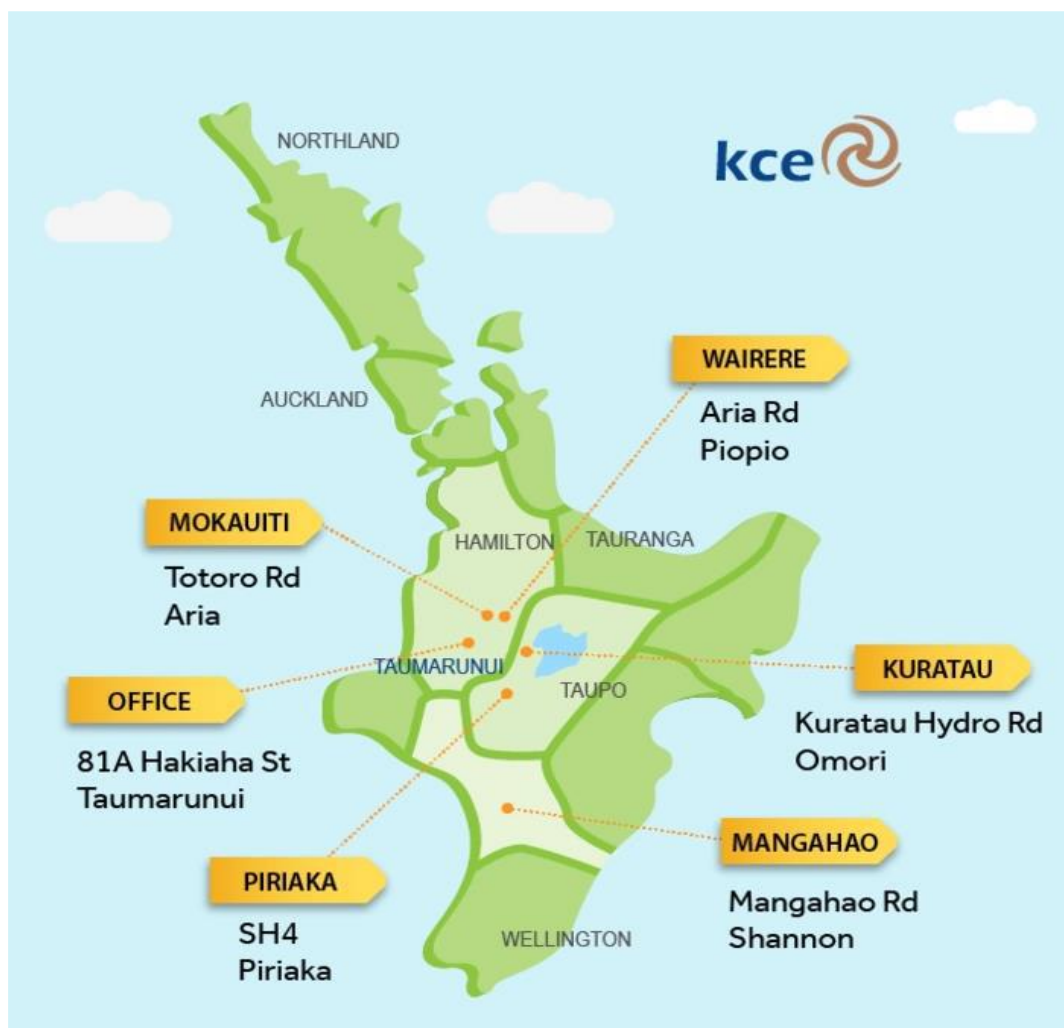 NORTHLAND
kce
WAIRERE
Aria Rd
Piopio
AUCKLAND
MOKAUITI
Totoro Rd
Aria
HAMILTON
TAURANGA
TAUMARUNUI
KURATAU
Kuratau Hydro Rd
Omori
TAUPO
OFFICE
81A Hakiaha St
Taumarunui
MANGAHAO
Mangahao Rd
Shannon
PIRIAKA
SH4
Piriaka
WELLINGTON